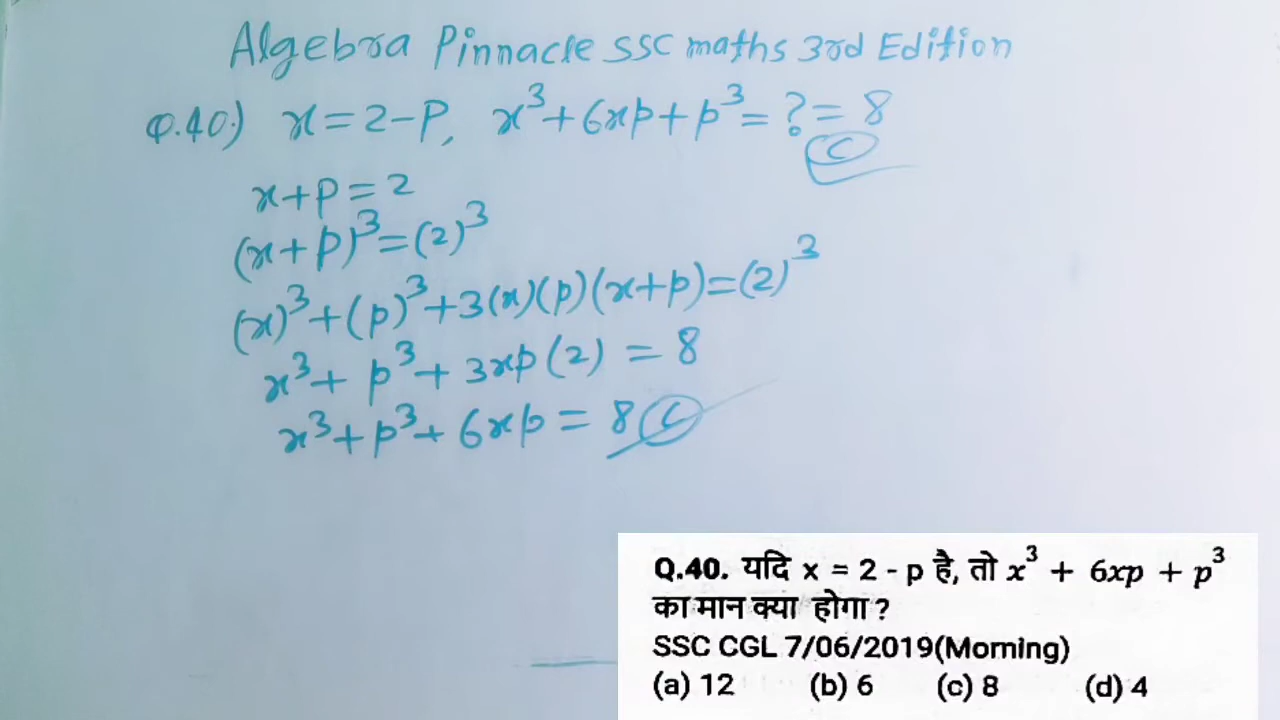 Algebra Pinnacle SSC maths 3rd Edition
Q.40.) x = 2 - P, x³ + 6xp + p³ = ? = 8
C
x + P = 2
(x + p)³ = (2)³
(x)³ + (p)³ + 3(x)(p)(x+p) = (2)³
x³ + p³ + 3xp(2) = 8
x³ + p³ + 6xp = 8 C
Q.40. यदि x = 2 - p है, तो x³ + 6xp + p³
का मान क्या होगा ?
SSC CGL 7/06/2019(Morning)
(a) 12 (b) 6 (c) 8 (d) 4